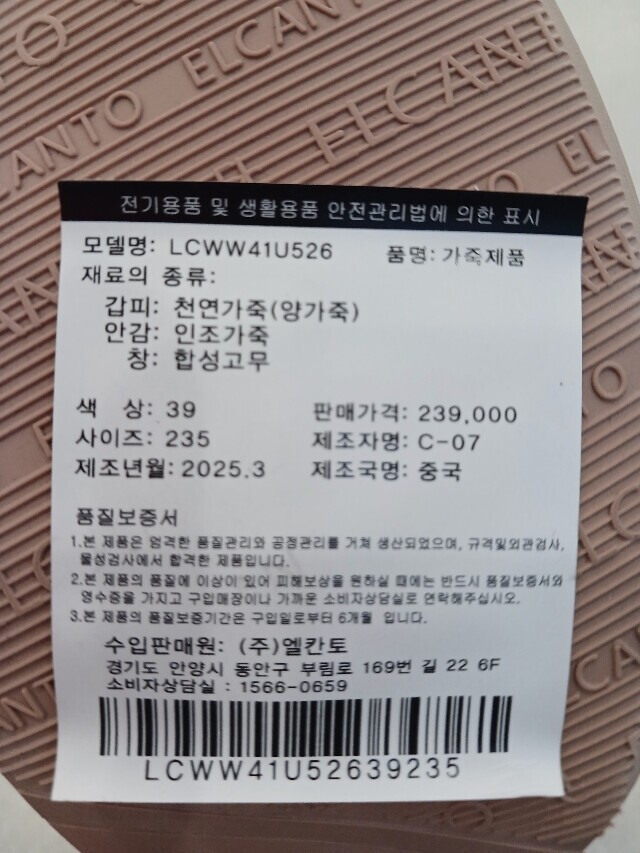 ELCAN
ELCANTO
ANTO
EL
전기용품 및 생활용품 안전관리법에 의한 표시
모델명: LCWW41U526 품명: 가죽제품
재료의 종류:
갑피: 천연가죽(양가죽)
안감: 인조가죽
창: 합성고무
색 상: 39 판매가격: 239,000
사이즈: 235 제조자명: C-07
제조년월: 2025.3 제조국명: 중국
품질보증서
1.본 제품은 엄격한 품질관리와 공정관리를 거쳐 생산되었으며, 규격및외관검사,
물성검사에서 합격한 제품입니다.
2.본 제품의 품질에 이상이 있어 피해보상을 원하실 때에는 반드시 품질보증서와
영수증을 가지고 구입매장이나 가까운 소비자상담실로 연락해주십시오.
3.본 제품의 품질보증기간은 구입일로부터 6개월 입니다.
수입판매원: (주)엘칸토
경기도 안양시 동안구 부림로 169번 길 22 6F
소비자상담실 : 1566-0659
LCWW41U52639235